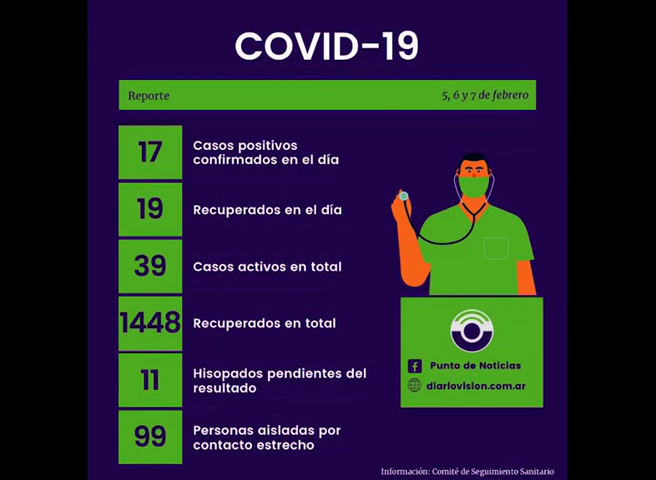 COVID-19
Reporte
5, 6 y 7 de febrero
17
Casos positivos
confirmados en el día
19
Recuperados en el día
39
Casos activos en total
1448
Recuperados en total
11
Hisopados pendientes del
resultado
99
Personas aisladas por
contacto estrecho
Punto de Noticias
diariovision.com.ar
Información: Comité de Seguimiento Sanitario